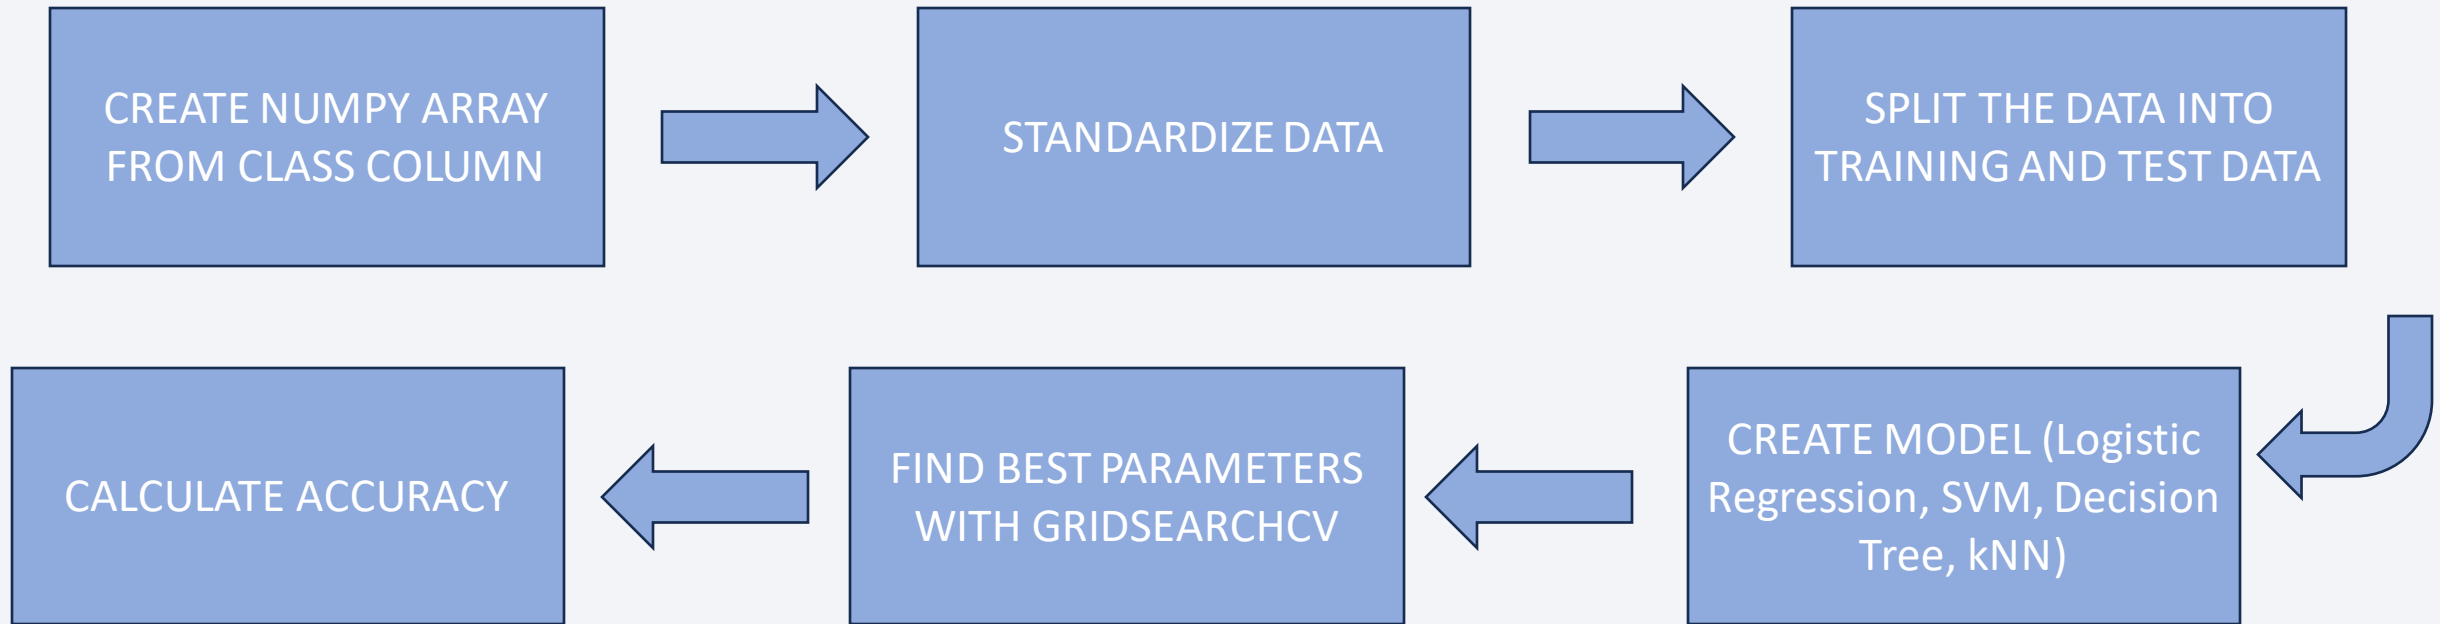 CREATE NUMPY ARRAY
FROM CLASS COLUMN
STANDARDIZE DATA
SPLIT THE DATA INTO
TRAINING AND TEST DATA
CREATE MODEL (Logistic
Regression, SVM, Decision
Tree, kNN)
FIND BEST PARAMETERS
WITH GRIDSEARCHCV
CALCULATE ACCURACY